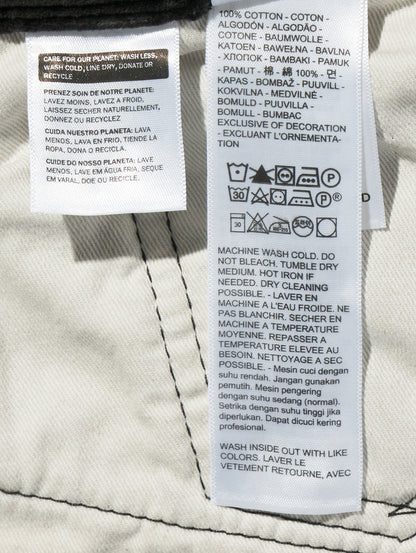 CARE FOR OUR PLANET: WASH LESS,
WASH COLD, LINE DRY, DONATE OR
RECYCLE
PRENEZ SOIN DE NOTRE PLANETE:
LAVEZ MOINS, LAVEZ A FROID,
LAISSEZ SECHER NATURELLEMENT,
DONNEZ OU RECYCLEZ
CUIDA NUESTRO PLANETA: LAVA
MENOS, LAVA EN FRIO, TIENDE LA
ROPA, DONA O RICICLA.
CUIDE DO NOSSO PLANETA: LAVE
MENOS, LAVE EM ÁGUA FRIA, SEQUE
EM VARAL, DOE OU RECICLE.
100% COTTON - COTON -
ALGODÓN - ALGODÃO -
COTONE - BAUMWOLLE -
KATOEN - BAWEŁNA - BAVLNA
- ХЛОПОК - BAMBAKI - PAMUK
- PAMUT - 棉 - 綿 100% - 면 -
KAPAS - BOMBAŽ - PUUVILL -
KOKVILNA - MEDVILNĖ -
BOMULD - PUUVILLA -
BOMULL - BUMBAC
EXCLUSIVE OF DECORATION
- EXCLUANT L'ORNEMENTA-
TION
P
30 P ®
30
D
MACHINE WASH COLD. DO
NOT BLEACH. TUMBLE DRY
MEDIUM. HOT IRON IF
NEEDED. DRY CLEANING
POSSIBLE. - LAVER EN
MACHINE A L'EAU FROIDE. NE
PAS BLANCHIR. SECHER EN
MACHINE A TEMPERATURE
MOYENNE. REPASSER A
TEMPERATURE ELEVEE AU
BESOIN. NETTOYAGE A SEC
POSSIBLE. - Mesin cuci dengan
suhu rendah. Jangan gunakan
pemutih. Mesin pengering
dengan suhu sedang (normal).
Setrika dengan suhu tinggi jika
diperlukan. Dapat dicuci kering
profesional.
WASH INSIDE OUT WITH LIKE
COLORS. LAVER LE
VETEMENT RETOURNE, AVEC